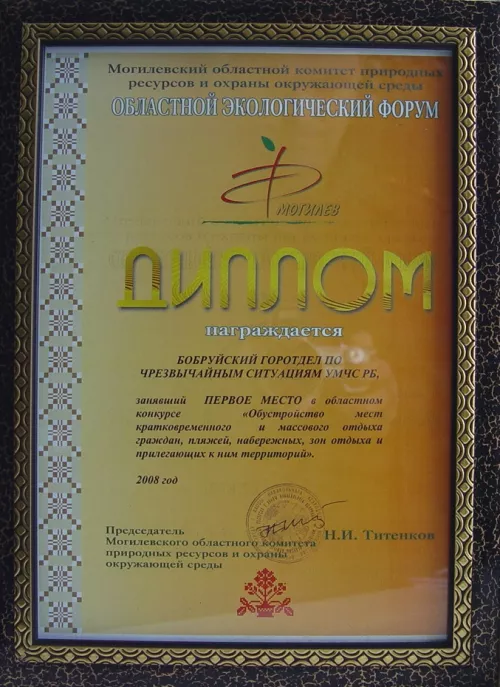 Могилевский областной комитет природных
ресурсов и охраны окружающей среды
ОБЛАСТНОЙ ЭКОЛОГИЧЕСКИЙ ФОРУМ
МОГИЛЕВ
ДИПЛОМ
награждается
БОБРУЙСКИЙ ГОРОТДЕЛ ПО
ЧРЕЗВЫЧАЙНЫМ СИТУАЦИЯМ УМЧС РБ,
занявший ПЕРВОЕ МЕСТО в областном
конкурсе «Обустройство мест
кратковременного и массового отдыха
граждан, пляжей, набережных, зон отдыха и
прилегающих к ним территорий».
2008 год
Председатель
Могилевского областного комитета
природных ресурсов и охраны
окружающей среды
Н.И. Титенков